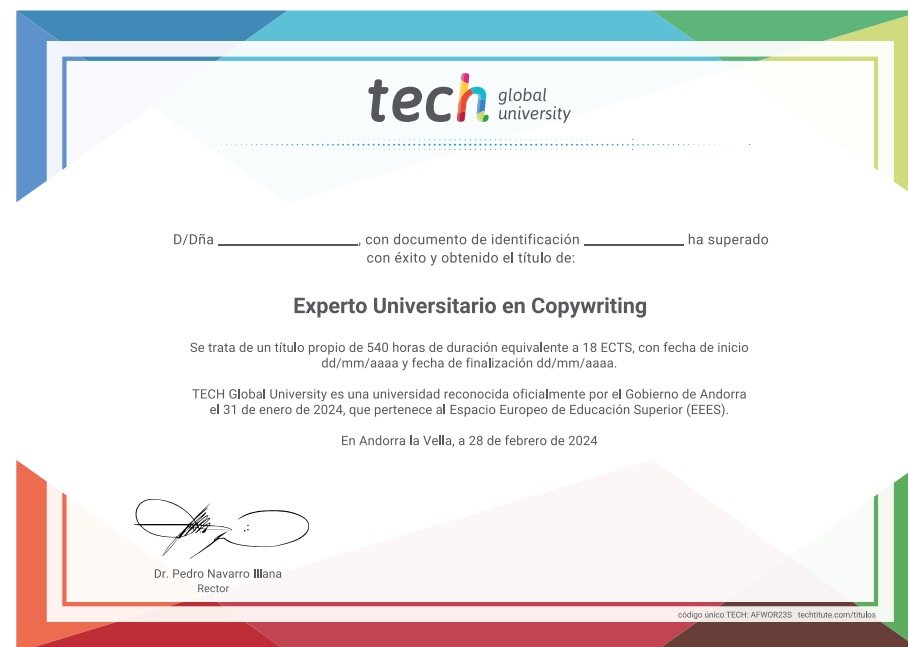 tech global university
D/Dña ____________________, con documento de identificación ______________ ha superado
con éxito y obtenido el título de:
Experto Universitario en Copywriting
Se trata de un título propio de 540 horas de duración equivalente a 18 ECTS, con fecha de inicio
dd/mm/aaaa y fecha de finalización dd/mm/aaaa.
TECH Global University es una universidad reconocida oficialmente por el Gobierno de Andorra
el 31 de enero de 2024, que pertenece al Espacio Europeo de Educación Superior (EEES).
En Andorra la Vella, a 28 de febrero de 2024
Dr. Pedro Navarro Illana
Rector
código único TECH: AFWOR23S techtitute.com/titulos